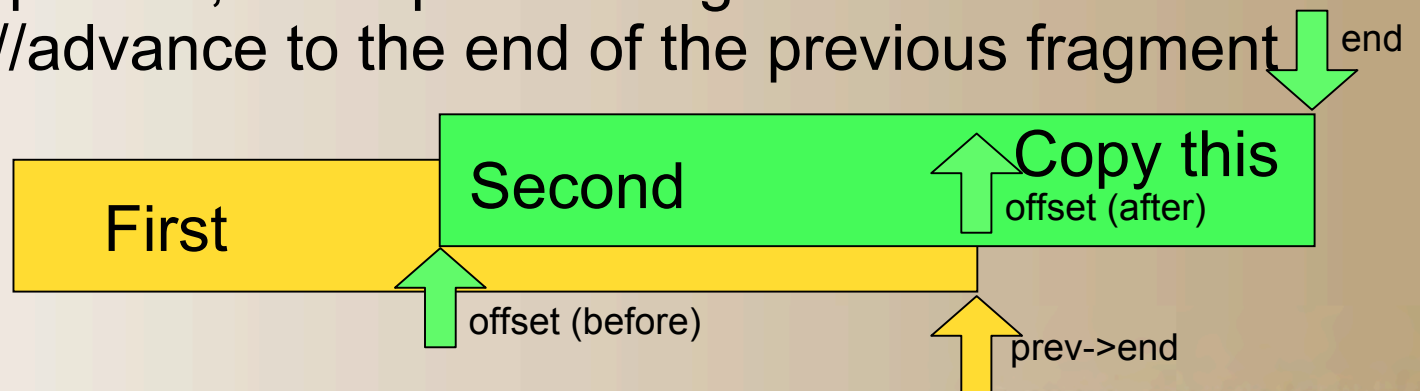 //advance to the end of the previous fragment
end
Copy this
Second
offset (after)
First
offset (before)
prev->end